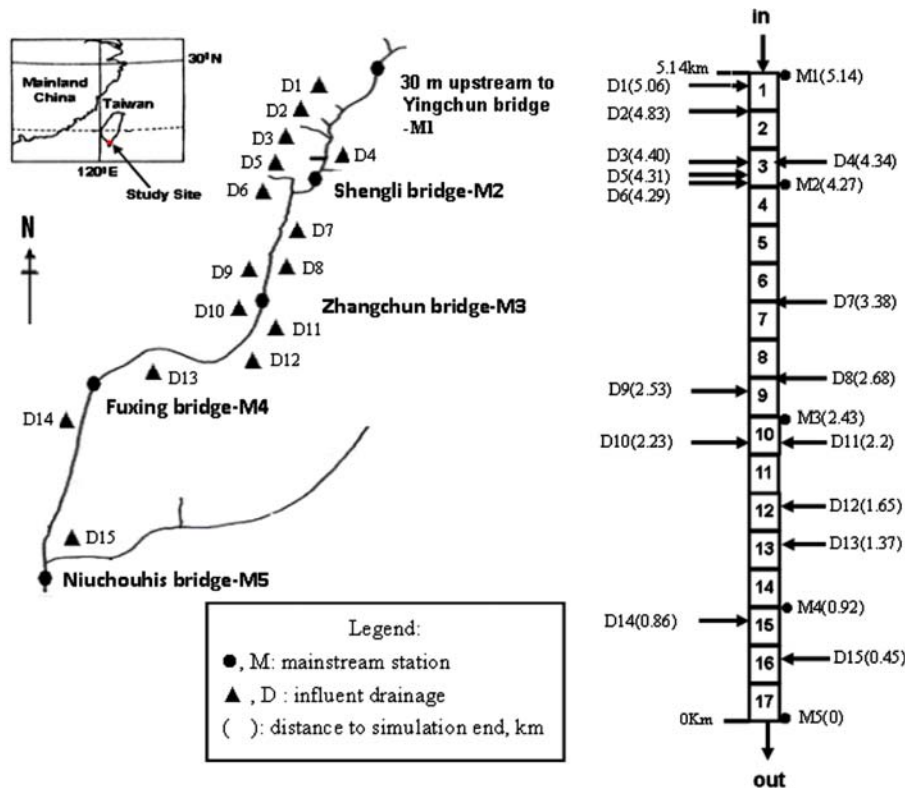 30°N
Mainland
China
Taiwan
120°E
Study Site
N
D1
D2
D3
D4
D5
D6
30 m upstream to
Yingchun bridge
-M1
Shengli bridge-M2
D7
D8
D9
D10
Zhangchun bridge-M3
D11
D12
D13
Fuxing bridge-M4
D14
D15
Niuchouhis bridge-M5
Legend:
, M: mainstream station
, D : influent drainage
( ): distance to simulation end, km
in
5.14km
M1(5.14)
D1(5.06)
1
D2(4.83)
2
D3(4.40)
3
D4(4.34)
D5(4.31)
D6(4.29)
M2(4.27)
4
5
6
D7(3.38)
7
8
D8(2.68)
D9(2.53)
9
M3(2.43)
10
D10(2.23)
D11(2.2)
11
12
D12(1.65)
13
D13(1.37)
14
M4(0.92)
D14(0.86)
15
16
D15(0.45)
17
0Km
M5(0)
out